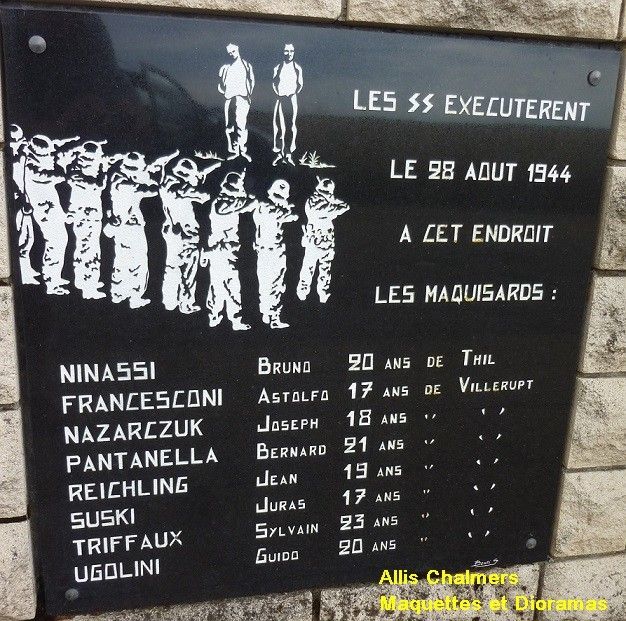 LES SS EXECUTERENT
LE 28 AOUT 1944
A CET ENDROIT
LES MAQUISARDS :
NINASSI BRUNO 20 ANS DE THIL
FRANCESCONI ASTOLFO 17 ANS DE VILLERUPT
NAZARCZUK JOSEPH 18 ANS " "
PANTANELLA BERNARD 21 ANS " "
REICHLING JEAN 19 ANS " "
SUSKI JURAS 17 ANS " "
TRIFFAUX SYLVAIN 23 ANS " "
UGOLINI GUIDO 20 ANS " "
Allis Chalmers
Maquettes et Dioramas